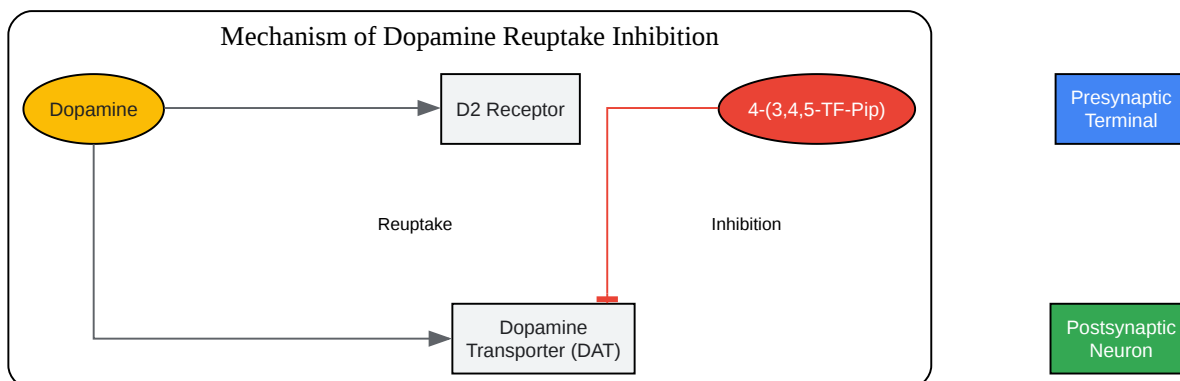 Mechanism of Dopamine Reuptake Inhibition
Dopamine
D2 Receptor
4-(3,4,5-TF-Pip)
Presynaptic
Terminal
Reuptake
Inhibition
Dopamine
Transporter (DAT)
Postsynaptic
Neuron